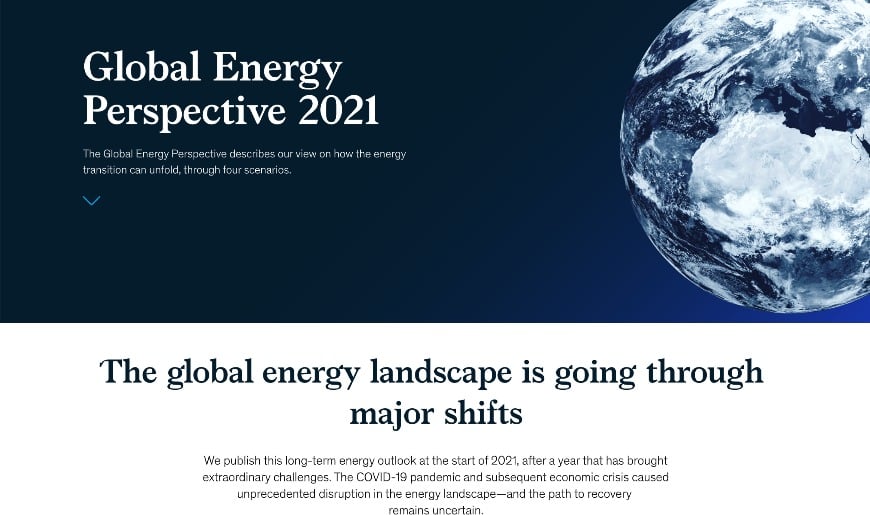 Global Energy
Perspective 2021
The Global Energy Perspective describes our view on how the energy
transition can unfold, through four scenarios.
The global energy landscape is going through
major shifts
We publish this long-term energy outlook at the start of 2021, after a year that has brought
extraordinary challenges. The COVID-19 pandemic and subsequent economic crisis caused
unprecedented disruption in the energy landscape—and the path to recovery
remains uncertain.